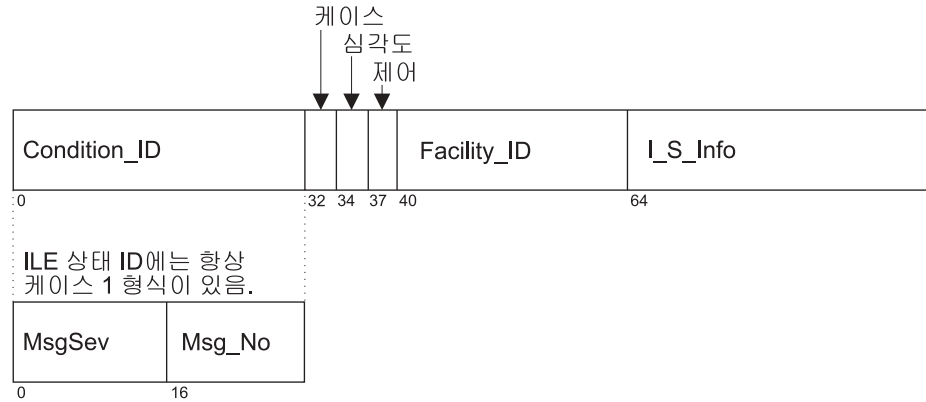 케이스
심각도
제어
Condition_ID
Facility_ID
I_S_Info
0
32
34
37
40
64
ILE 상태 ID에는 항상
케이스 1 형식이 있음.
MsgSev
Msg_No
0
16